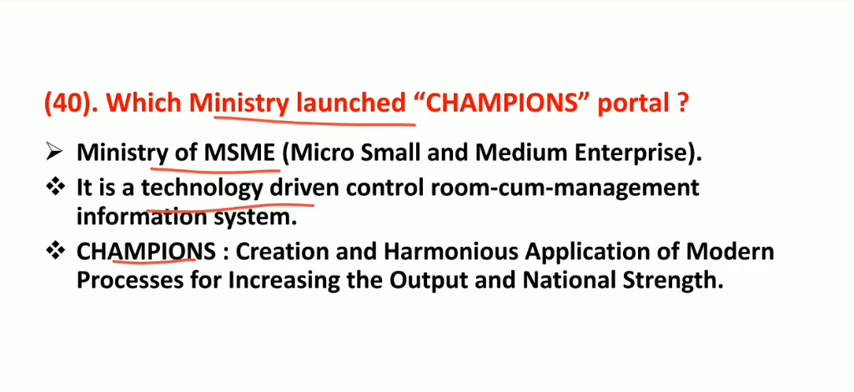 (40). Which Ministry launched “CHAMPIONS” portal ?
➢ Ministry of MSME (Micro Small and Medium Enterprise).
❖ It is a technology driven control room-cum-management
information system.
❖ CHAMPIONS : Creation and Harmonious Application of Modern
Processes for Increasing the Output and National Strength.